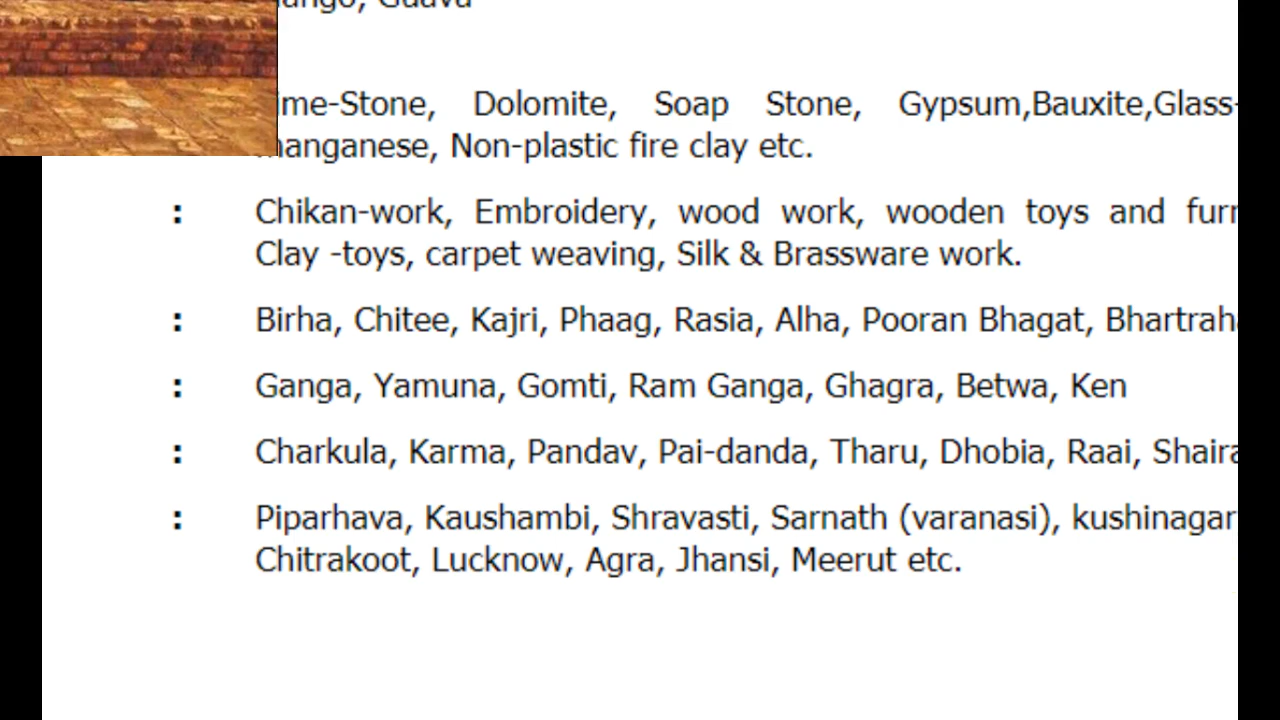 Guava
Dolomite, Soap Stone, Gypsum,Bauxite,Glass-
Non-plastic fire clay etc.
: Chikan-work, Embroidery, wood work, wooden toys and
Clay -toys, carpet weaving, Silk & Brassware work.
: Birha, Chitee, Kajri, Phaag, Rasia, Alha, Pooran Bhagat,
: Ganga, Yamuna, Gomti, Ram Ganga, Ghagra, Betwa, Ken
: Charkula, Karma, Pandav, Pai-danda, Tharu, Dhobia, Raai,
: Piparhava, Kaushambi, Shravasti, Sarnath (varanasi), kushinagar
Chitrakoot, Lucknow, Agra, Jhansi, Meerut etc.